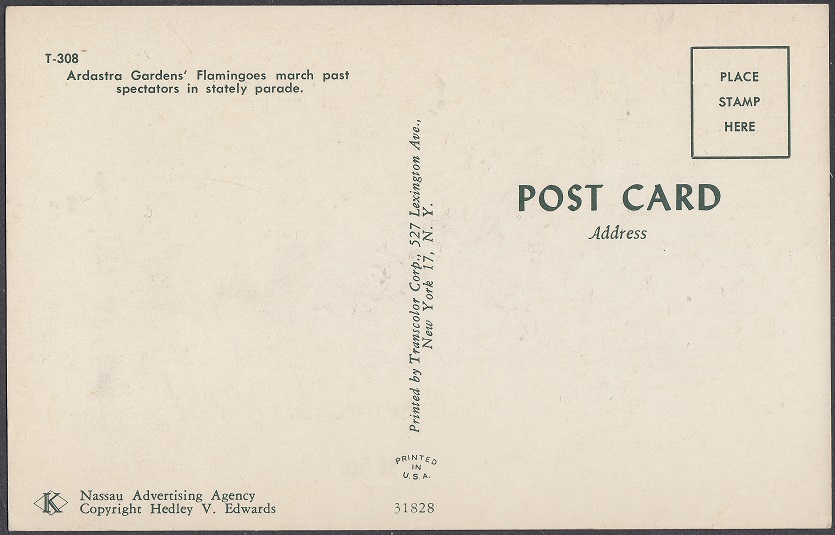 T-308
Ardastra Gardens' Flamingoes march past
spectators in stately parade.
PLACE
STAMP
HERE
POST CARD
Address
Printed by Transcolor Corp., 527 Lexington Ave.,
New York 17, N. Y.
PRINTED
IN
U.S.A.
31828
K
Nassau Advertising Agency
Copyright Hedley V. Edwards